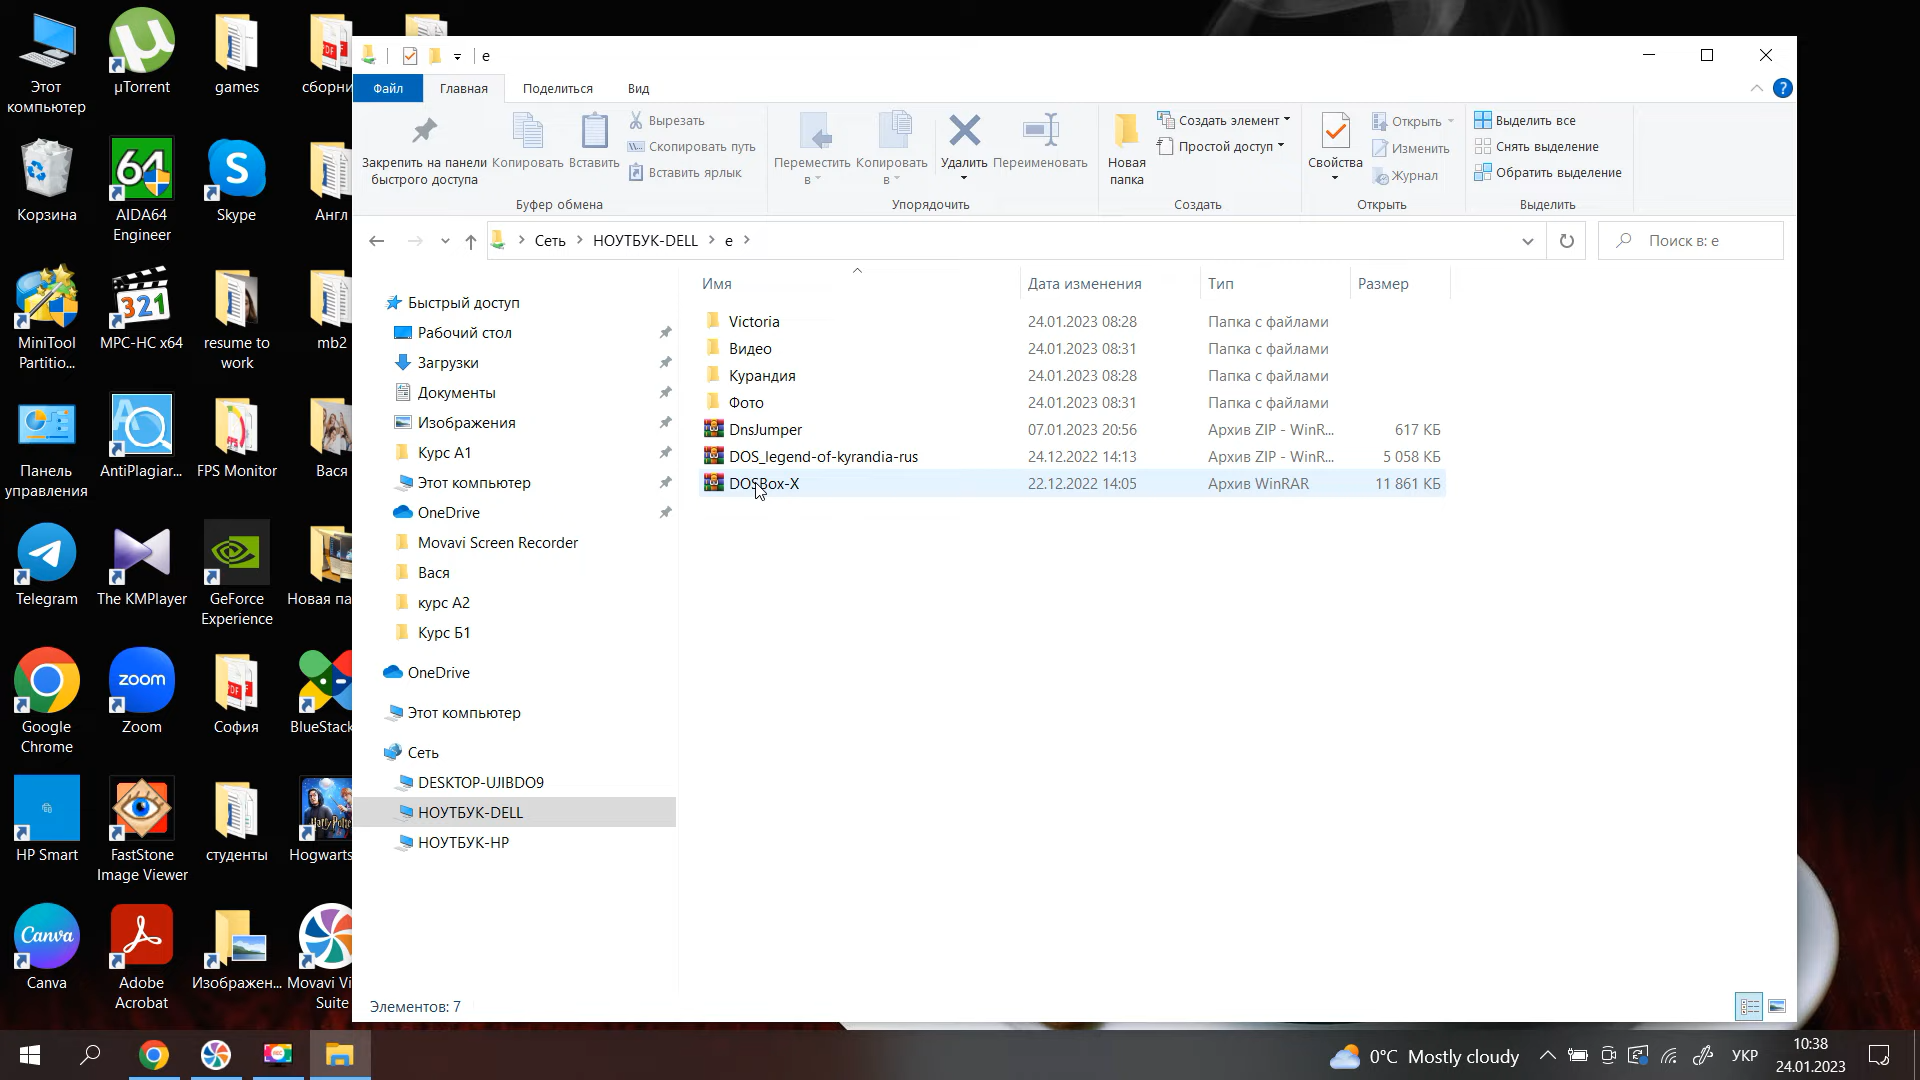 Этот
компьютер
µTorrent
games
сборни
Корзина
AIDA64
Engineer
Skype
Англ
MiniTool
Partitio...
MPC-HC x64
resume to
work
mb2
Панель
управления
AntiPlagiar...
FPS Monitor
Вася
Telegram
The KMPlayer
GeForce
Experience
Новая па
Google
Chrome
Zoom
София
BlueStack
HP Smart
FastStone
Image Viewer
студенты
Hogwarts
Canva
Adobe
Acrobat
Изображен...
Movavi Vi
Suite
64
321
zoom
Canva
PDF
e
Файл
Главная
Поделиться
Вид
Закрепить на панели
быстрого доступа
Копировать
Вставить
Вырезать
Скопировать путь
Вставить ярлык
Буфер обмена
Переместить
в
Копировать
в
Удалить
Переименовать
Упорядочить
Новая
папка
Создать элемент
Простой доступ
Создать
Свойства
Открыть
Изменить
Журнал
Открыть
Выделить все
Снять выделение
Обратить выделение
Выделить
Сеть > НОУТБУК-DELL > e >
Поиск в: e
Быстрый доступ
Рабочий стол
Загрузки
Документы
Изображения
Курс А1
Этот компьютер
OneDrive
Movavi Screen Recorder
Вася
курс А2
Курс Б1
OneDrive
Этот компьютер
Сеть
DESKTOP-UJIBDO9
НОУТБУК-DELL
НОУТБУК-HP
Имя Дата изменения Тип Размер
Victoria 24.01.2023 08:28 Папка с файлами
Видео 24.01.2023 08:31 Папка с файлами
Курандия 24.01.2023 08:28 Папка с файлами
Фото 24.01.2023 08:31 Папка с файлами
DnsJumper 07.01.2023 20:56 Архив ZIP - WinR... 617 КБ
DOS_legend-of-kyrandia-rus 24.12.2022 14:13 Архив ZIP - WinR... 5 058 КБ
DOSBox-X 22.12.2022 14:05 Архив WinRAR 11 861 КБ
Элементов: 7
0°C Mostly cloudy
УКР
10:38
24.01.2023